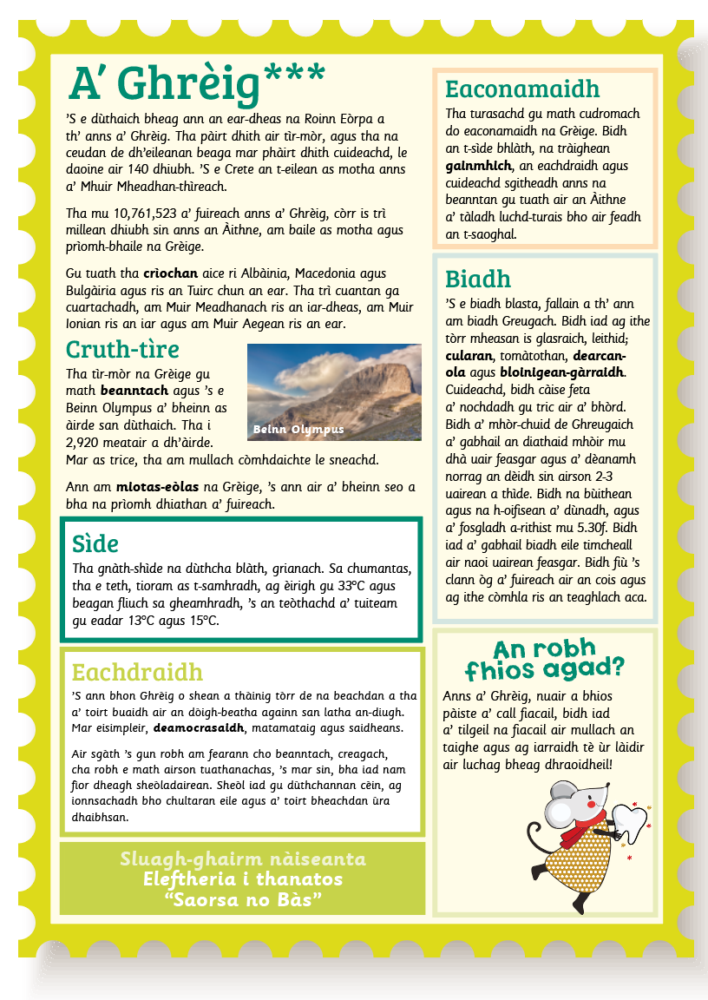 A’ Ghrèig***
’S e dùthaich bheag ann an ear-dheas na Roinn Eòrpa a
th’ anns a’ Ghrèig. Tha pàirt dhith air tìr-mòr, agus tha na
ceudan de dh’eileanan beaga mar phàirt dhith cuideachd, le
daoine air 140 dhiubh. ’S e Crete an t-eilean as motha anns
a’ Mhuir Mheadhan-thìreach.
Tha mu 10,761,523 a’ fuireach anns a’ Ghrèig, còrr is trì
millean dhiubh sin anns an Àithne, am baile as motha agus
prìomh-bhaile na Grèige.
Gu tuath tha crìochan aice ri Albàinia, Macedonia agus
Bulgàiria agus ris an Tuirc chun an ear. Tha trì cuantan ga
cuartachadh, am Muir Meadhanach ris an iar-dheas, am Muir
Ionian ris an iar agus am Muir Aegean ris an ear.
Cruth-tìre
Tha tìr-mòr na Grèige gu
math beanntach agus ’s e
Beinn Olympus a’ bheinn as
àirde san dùthaich. Tha i
2,920 meatair a dh’àirde.
Mar as trice, tha am mullach còmhdaichte le sneachd.
Beinn Olympus
Ann am miotas-eòlas na Grèige, ’s ann air a’ bheinn seo a
bha na prìomh dhiathan a’ fuireach.
Sìde
Tha gnàth-shìde na dùthcha blàth, grianach. Sa chumantas,
tha e teth, tioram as t-samhradh, ag èirigh gu 33ºC agus
beagan fliuch sa gheamhradh, ’s an teòthachd a’ tuiteam
gu eadar 13ºC agus 15ºC.
Eachdraidh
’S ann bhon Ghrèig o shean a thàinig tòrr de na beachdan a tha
a’ toirt buaidh air an dòigh-beatha againn san latha an-diugh.
Mar eisimpleir, deamocrasaidh, matamataig agus saidheans.
Air sgàth ’s gun robh am fearann cho beanntach, creagach,
cha robh e math airson tuathanachas, ’s mar sin, bha iad nam
fìor dheagh sheòladairean. Sheòl iad gu dùthchannan cèin, ag
ionnsachadh bho chultaran eile agus a’ toirt bheachdan ùra
dhaibhsan.
Sluagh-ghairm nàiseanta
Eleftheria i thanatos
“Saorsa no Bàs”
Eaconamaidh
Tha turasachd gu math cudromach
do eaconamaidh na Grèige. Bidh
an t-sìde bhlàth, na tràighean
gainmhich, an eachdraidh agus
cuideachd sgitheadh anns na
beanntan gu tuath air an Àithne
a’ tàladh luchd-turais bho air feadh
an t-saoghal.
Biadh
’S e biadh blasta, fallain a th’ ann
am biadh Greugach. Bidh iad ag ithe
tòrr mheasan is glasraich, leithid;
cularan, tomàtothan, dearcan-
ola agus bloinigean-gàrraidh.
Cuideachd, bidh càise feta
a’ nochdadh gu tric air a’ bhòrd.
Bidh a’ mhòr-chuid de Ghreugaich
a’ gabhail an diathaid mhòir mu
dhà uair feasgar agus a’ dèanamh
norrag an dèidh sin airson 2-3
uairean a thìde. Bidh na bùithean
agus na h-oifisean a’ dùnadh, agus
a’ fosgladh a-rithist mu 5.30f. Bidh
iad a’ gabhail biadh eile timcheall
air naoi uairean feasgar. Bidh fiù ’s
clann òg a’ fuireach air an cois agus
ag ithe còmhla ris an teaghlach aca.
An robh
fhios agad?
Anns a’ Ghrèig, nuair a bhios
pàiste a’ call fiacail, bidh iad
a’ tilgeil na fiacail air mullach an
taighe agus ag iarraidh tè ùr làidir
air luchag bheag dhraoidheil!